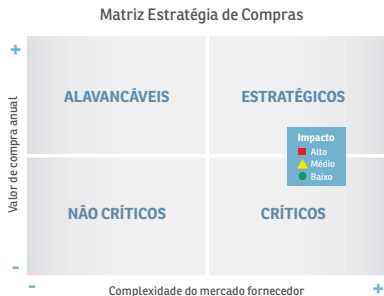 Matriz Estratégia de Compras
+
Valor de compra anual
ALAVANCÁVEIS
ESTRATÉGICOS
Impacto
Alto
Médio
Baixo
NÃO CRÍTICOS
CRÍTICOS
-
-
Complexidade do mercado fornecedor
+